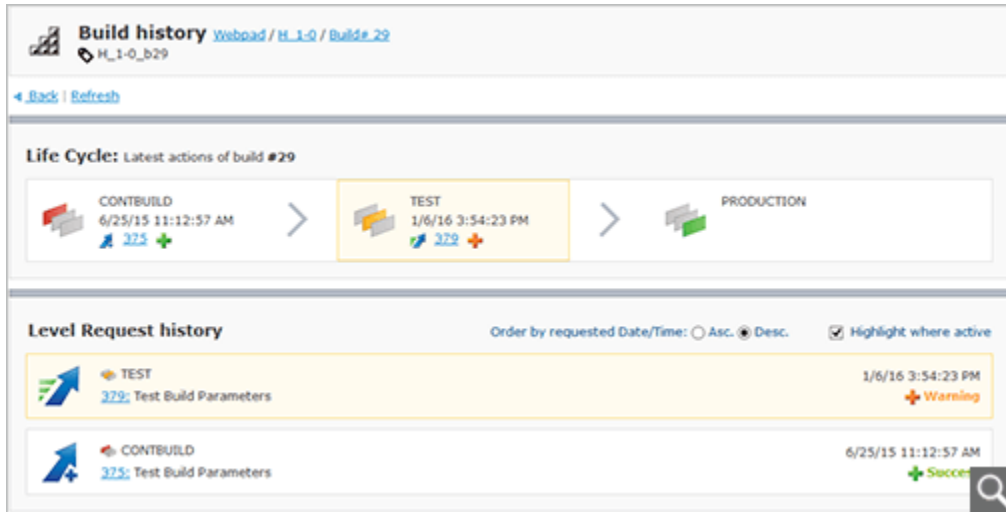 Build history Webpad / H_1-0 / Build# 29
H_1-0_b29
Back | Refresh
Life Cycle: Latest actions of build #29
CONTBUILD
6/25/15 11:12:57 AM
375
TEST
1/6/16 3:54:23 PM
379
PRODUCTION
Level Request history
Order by requested Date/Time: Asc. Desc. Highlight where active
TEST
379: Test Build Parameters
1/6/16 3:54:23 PM
Warning
CONTBUILD
375: Test Build Parameters
6/25/15 11:12:57 AM